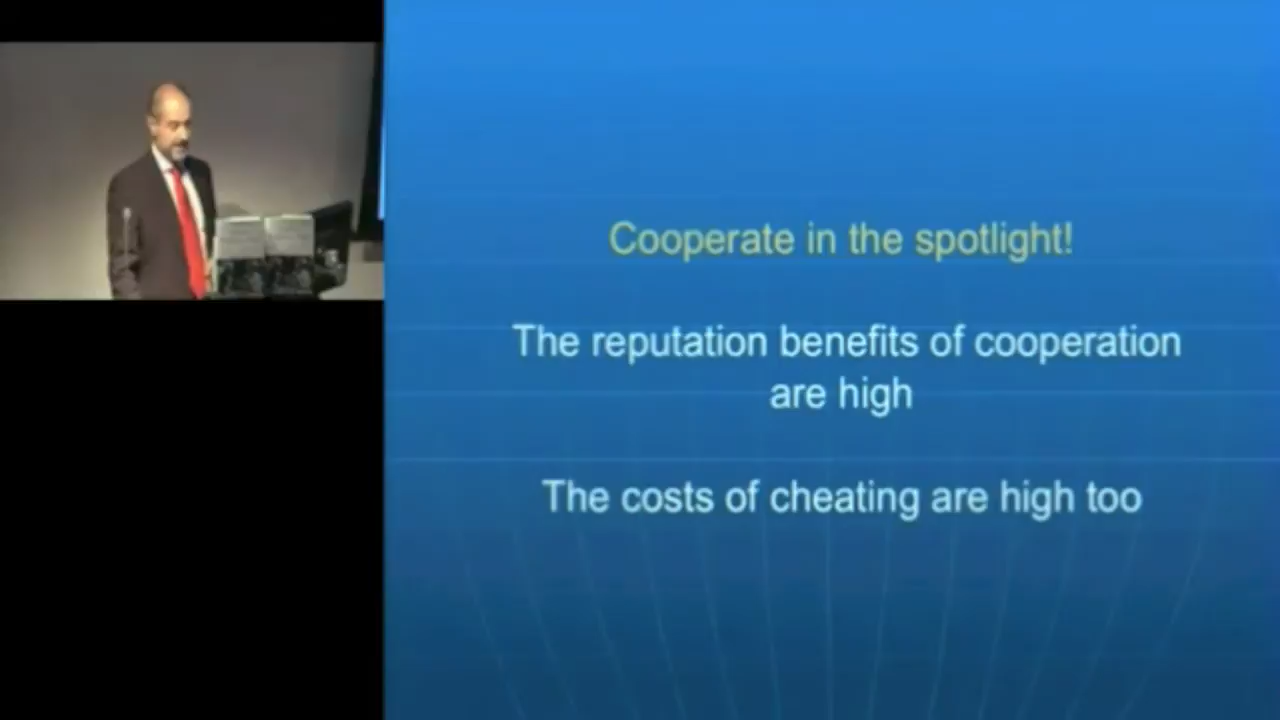 Cooperate in the spotlight!
The reputation benefits of cooperation
are high
The costs of cheating are high too